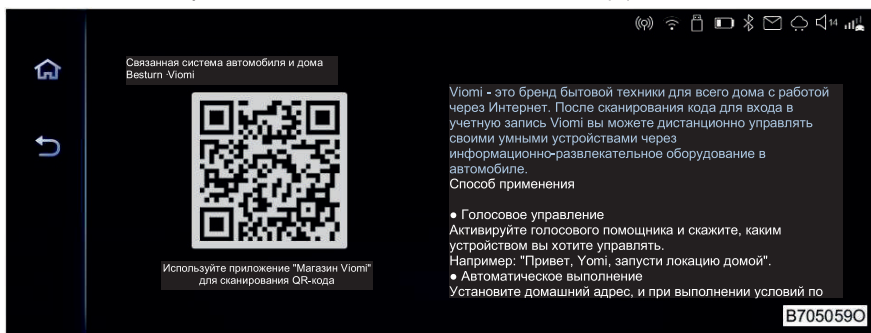 14
Связанная система автомобиля и дома
Besturn ·Viomi
Viomi - это бренд бытовой техники для всего дома с работой
через Интернет. После сканирования кода для входа в
учетную запись Viomi вы можете дистанционно управлять
своими умными устройствами через
информационно-развлекательное оборудование в
автомобиле.
Способ применения
● Голосовое управление
Активируйте голосового помощника и скажите, каким
устройством вы хотите управлять.
Например: "Привет, Yomi, запусти локацию домой".
● Автоматическое выполнение
Установите домашний адрес, и при выполнении условий по
Используйте приложение "Магазин Viomi"
для сканирования QR-кода
B705059O